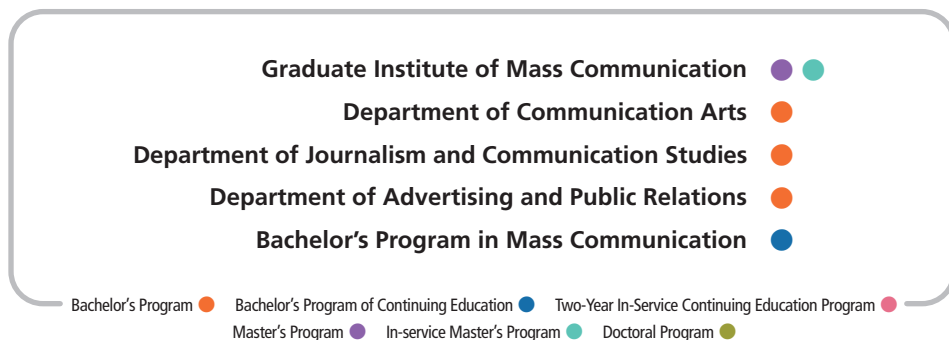 Graduate Institute of Mass Communication
Department of Communication Arts
Department of Journalism and Communication Studies
Department of Advertising and Public Relations
Bachelor’s Program in Mass Communication
Bachelor’s Program Bachelor’s Program of Continuing Education Two-Year In-Service Continuing Education Program
Master’s Program In-service Master’s Program Doctoral Program